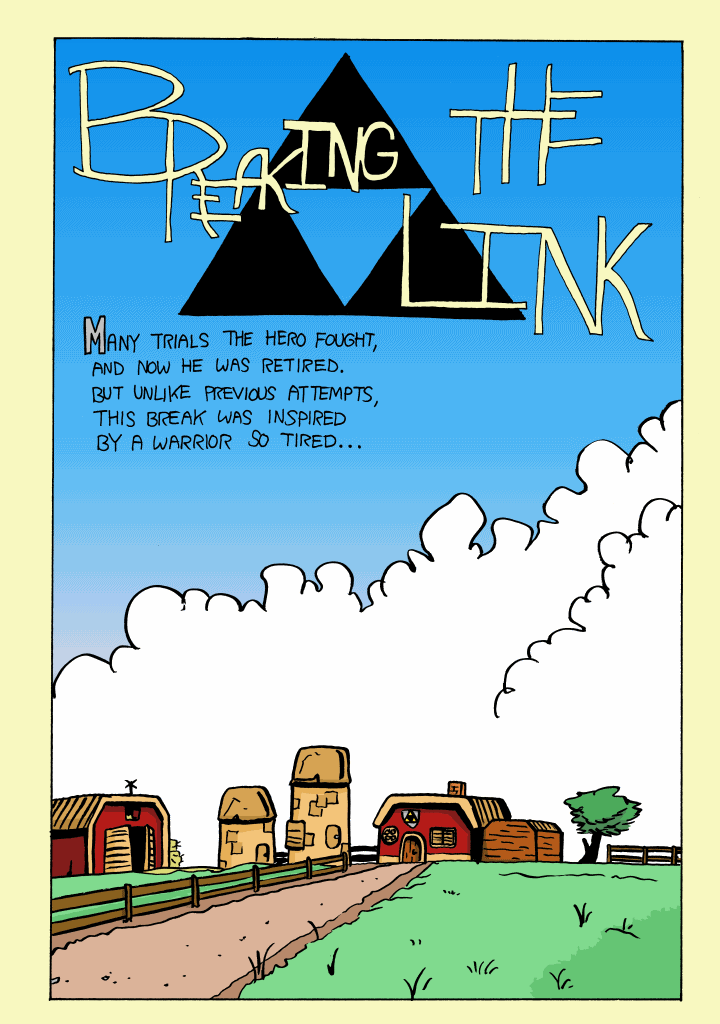 BREAKING THE
LINK
MANY TRIALS THE HERO FOUGHT,
AND NOW HE WAS RETIRED.
BUT UNLIKE PREVIOUS ATTEMPTS,
THIS BREAK WAS INSPIRED
BY A WARRIOR SO TIRED...